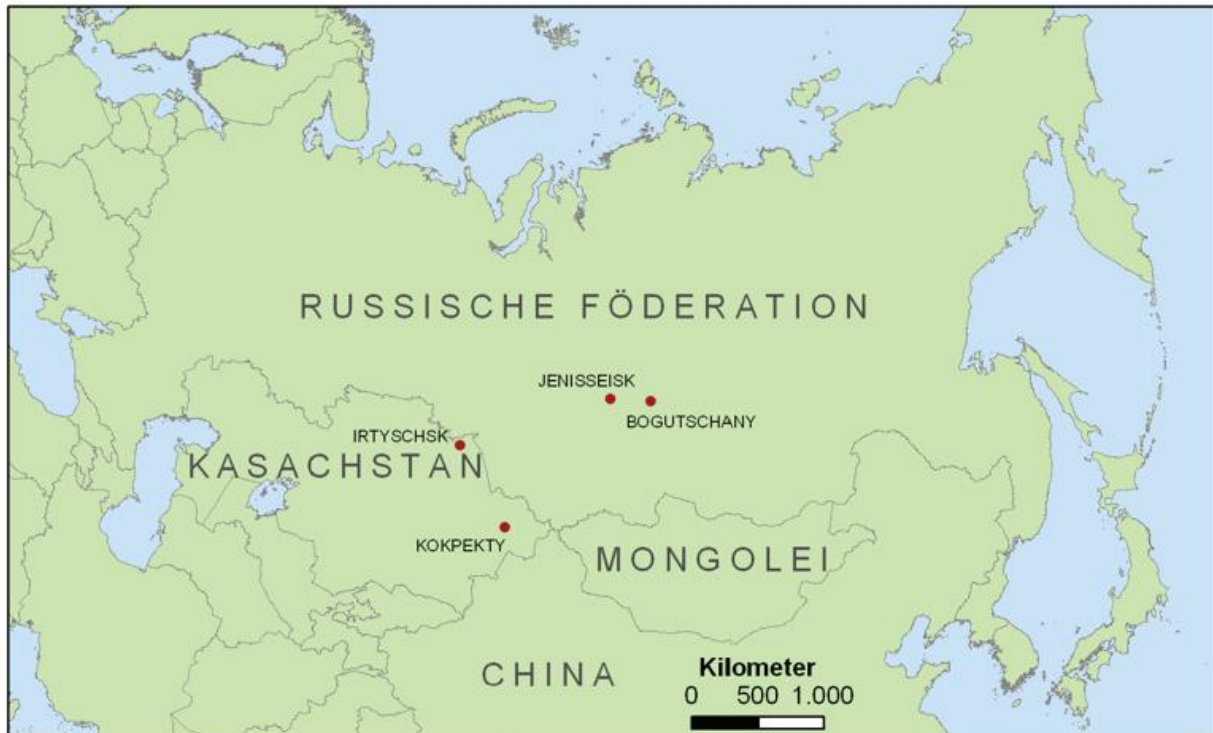 RUSSISCHE FÖDERATION
JENISSEISK
BOGUTSCHANY
IRTYSCHSK
KASACHSTAN
KOKPEKTY
MONGOLEI
CHINA
Kilometer
0 500 1.000